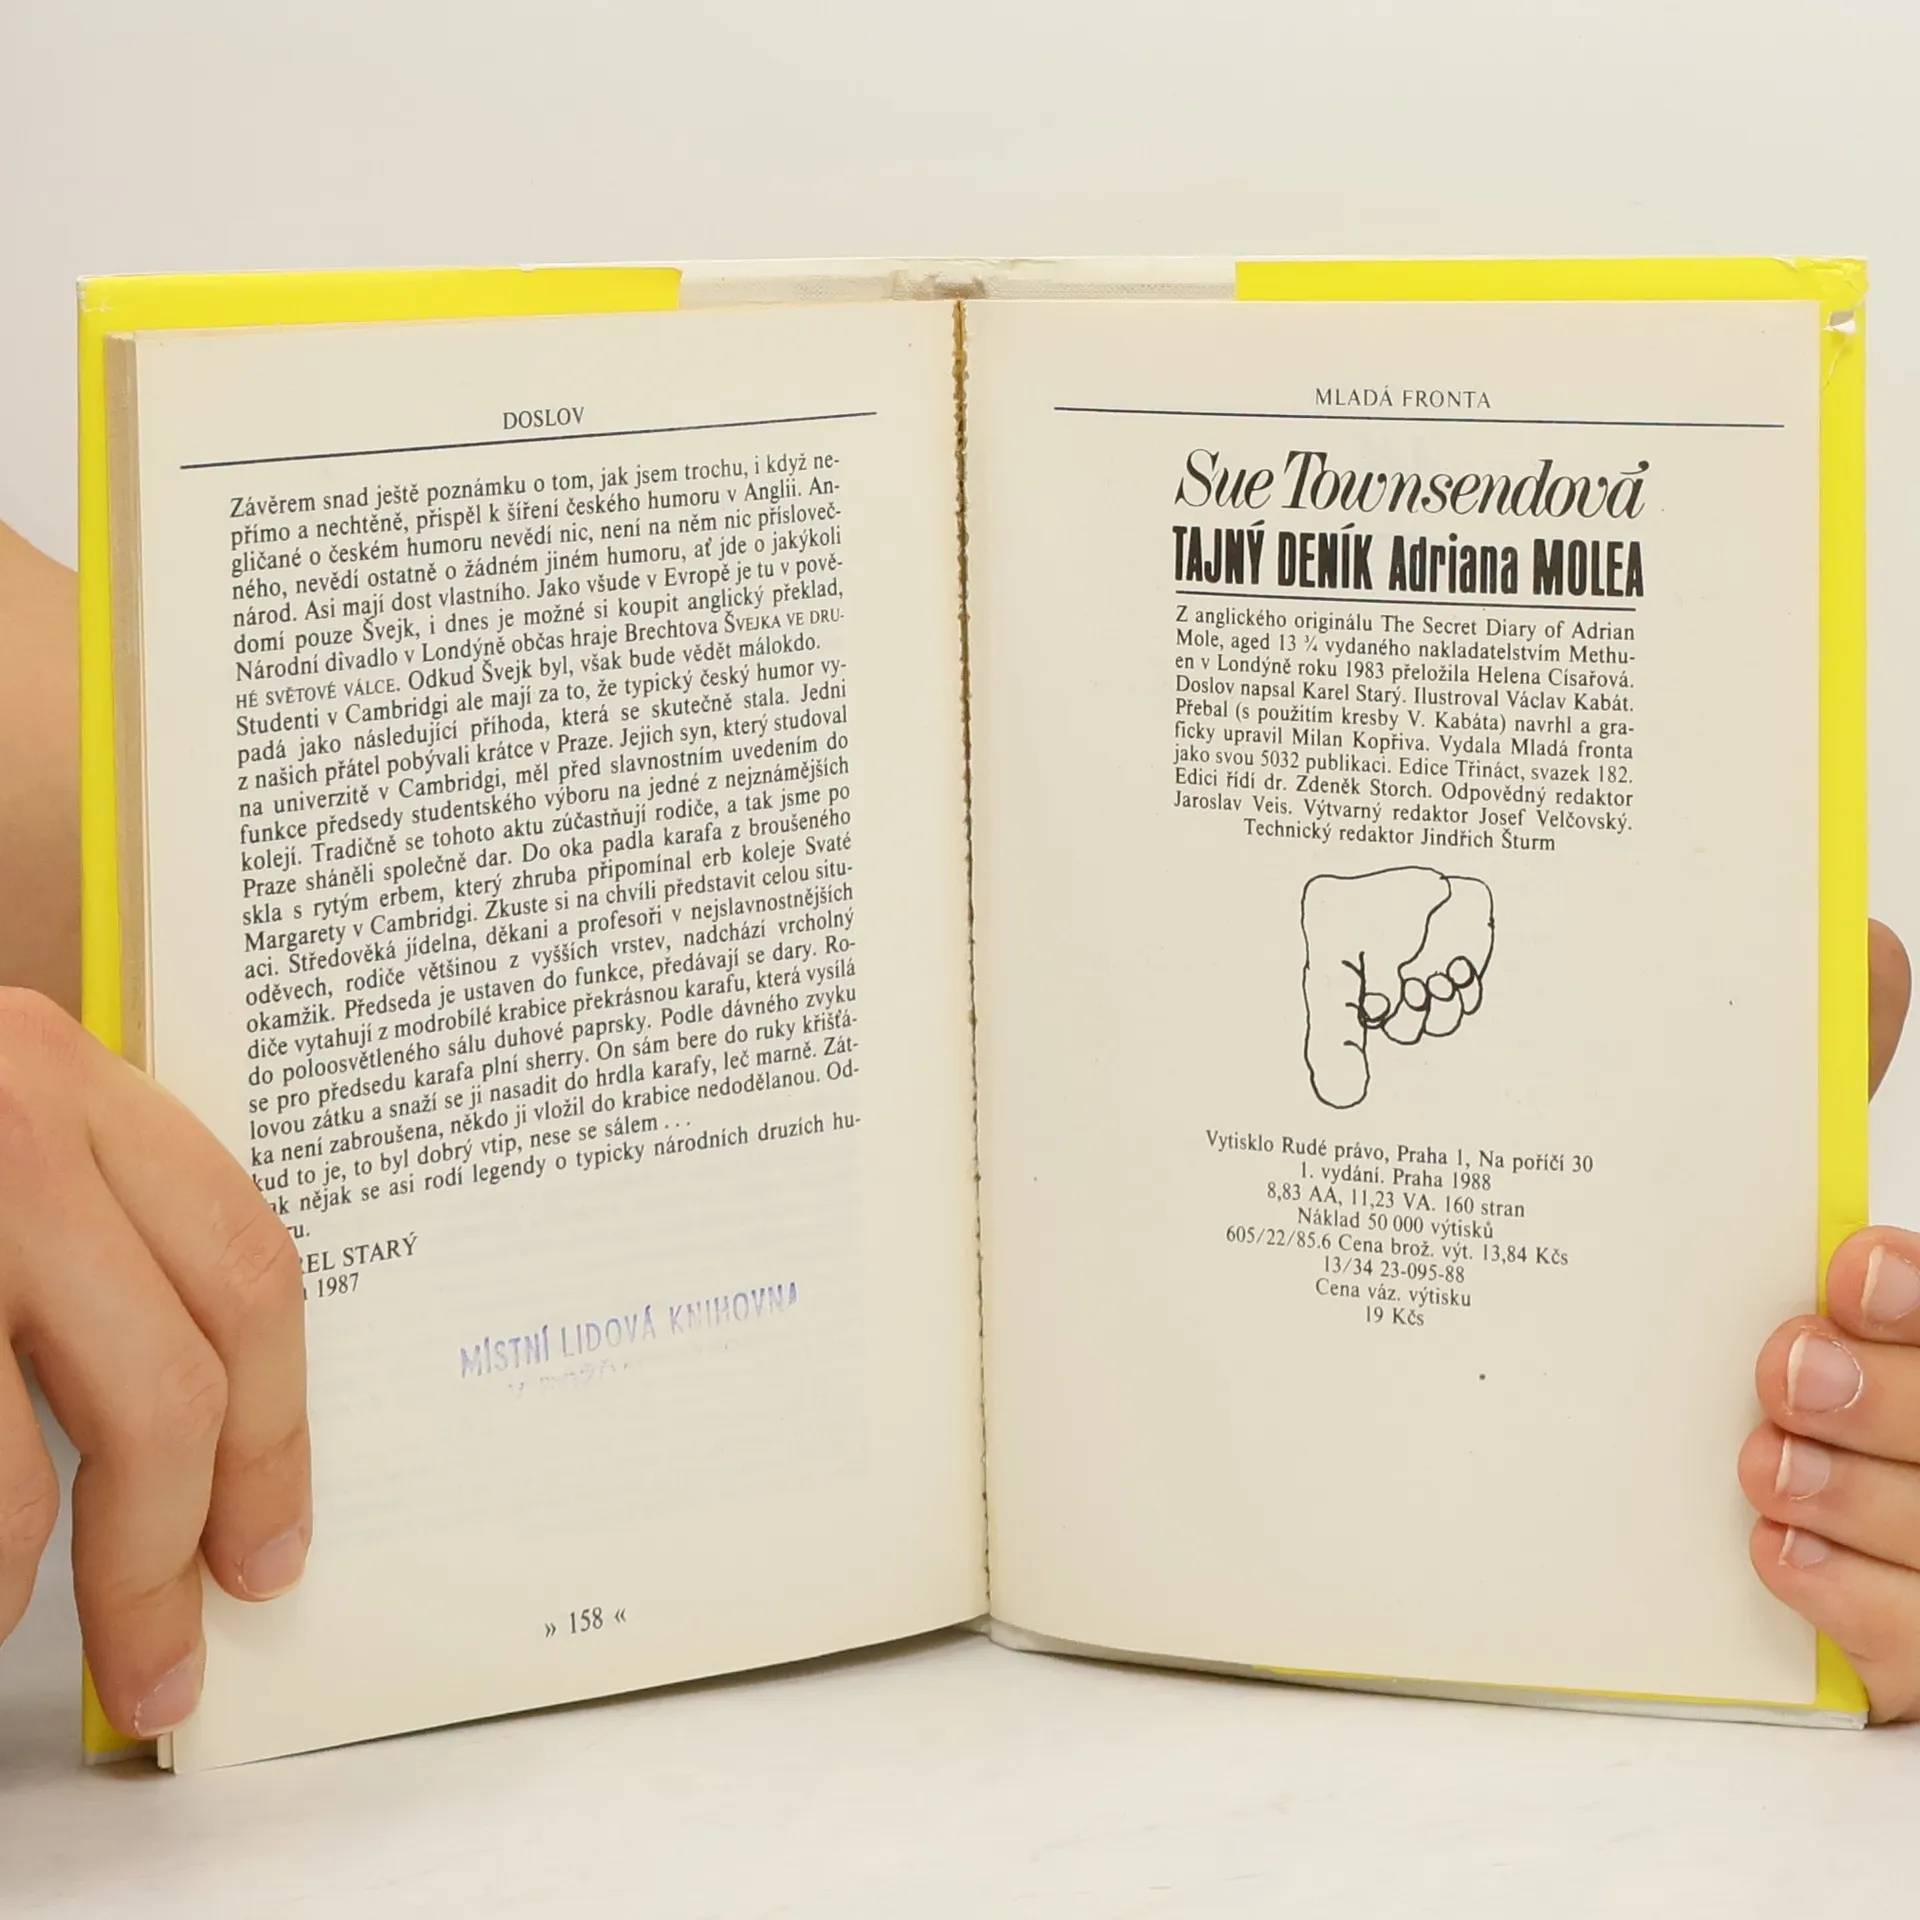 DOSLOV
Závěrem snad ještě poznámku o tom, jak jsem trochu, i když ne-
přímo a nechtěně, přispěl k šíření českého humoru v Anglii. An-
gličané o českém humoru nevědí nic, není na něm nic přísloveč-
ného, nevědí ostatně o žádném jiném humoru, ať jde o jakýkoli
národ. Asi mají dost vlastního. Jako všude v Evropě je tu v pově-
domí pouze Švejk, i dnes je možné si koupit anglický překlad,
Národní divadlo v Londýně občas hraje Brechtova ŠVEJKA VE DRU-
HÉ SVĚTOVÉ VÁLCE. Odkud Švejk byl, však bude vědět málokdo.
Studenti v Cambridgi ale mají za to, že typický český humor vy-
padá jako následující příhoda, která se skutečně stala. Jedni
z našich přátel pobývali krátce v Praze. Jejich syn, který studoval
na univerzitě v Cambridgi, měl před slavnostním uvedením do
funkce předsedy studentského výboru na jedné z nejznámějších
kolejí. Tradičně se tohoto aktu zúčastňují rodiče, a tak jsme po
Praze sháněli společně dar. Do oka padla karafa z broušeného
skla s rytým erbem, který zhruba připomínal erb koleje Svaté
Margarety v Cambridgi. Zkuste si na chvíli představit celou situ-
aci. Středověká jídelna, děkani a profesoři v nejslavnostnějších
oděvech, rodiče většinou z vyšších vrstev, nadchází vrcholný
okamžik. Předseda je ustaven do funkce, předávají se dary. Ro-
diče vytahují z modrobílé krabice překrásnou karafu, která vysílá
do poloosvětleného sálu duhové paprsky. Podle dávného zvyku
se pro předsedu karafa plní sherry. On sám bere do ruky křišťá-
lovou zátku a snaží se ji nasadit do hrdla karafy, leč marně. Zát-
ka není zabroušena, někdo ji vložil do krabice nedodělanou. Od-
kud to je, to byl dobrý vtip, nese se sálem...
ak nějak se asi rodí legendy o typicky národních druzích hu-
ru.
REL STARÝ
1987
MÍSTNÍ LIDOVÁ KNIHOVNA
» 158 «
MLADÁ FRONTA
Sue Townsendová
TAJNÝ DENÍK Adriana MOLEA
Z anglického originálu The Secret Diary of Adrian
Mole, aged 13 ¾ vydaného nakladatelstvím Methu-
en v Londýně roku 1983 přeložila Helena Císařová.
Doslov napsal Karel Starý. Ilustroval Václav Kabát.
Přebal (s použitím kresby V. Kabáta) navrhl a gra-
ficky upravil Milan Kopřiva. Vydala Mladá fronta
jako svou 5032 publikaci. Edice Třináct, svazek 182.
Edici řídí dr. Zdeněk Storch. Odpovědný redaktor
Jaroslav Veis. Výtvarný redaktor Josef Velčovský.
Technický redaktor Jindřich Šturm
Vytisklo Rudé právo, Praha 1, Na poříčí 30
1. vydání. Praha 1988
8,83 AA, 11,23 VA. 160 stran
Náklad 50 000 výtisků
605/22/85.6 Cena brož. výt. 13,84 Kčs
13/34 23-095-88
Cena váz. výtisku
19 Kčs